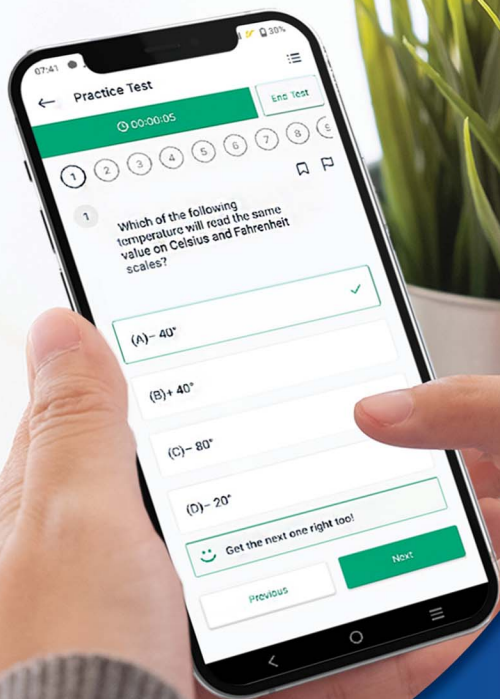 07:41
30%
Practice Test
00:00:05
End Test
1 2 3 4 5 6 7 8
1
Which of the following
temperature will read the same
value on Celsius and Fahrenheit
scales?
(A)– 40°
(B)+ 40°
(C)– 80°
(D)– 20°
Get the next one right too!
Previous
Next